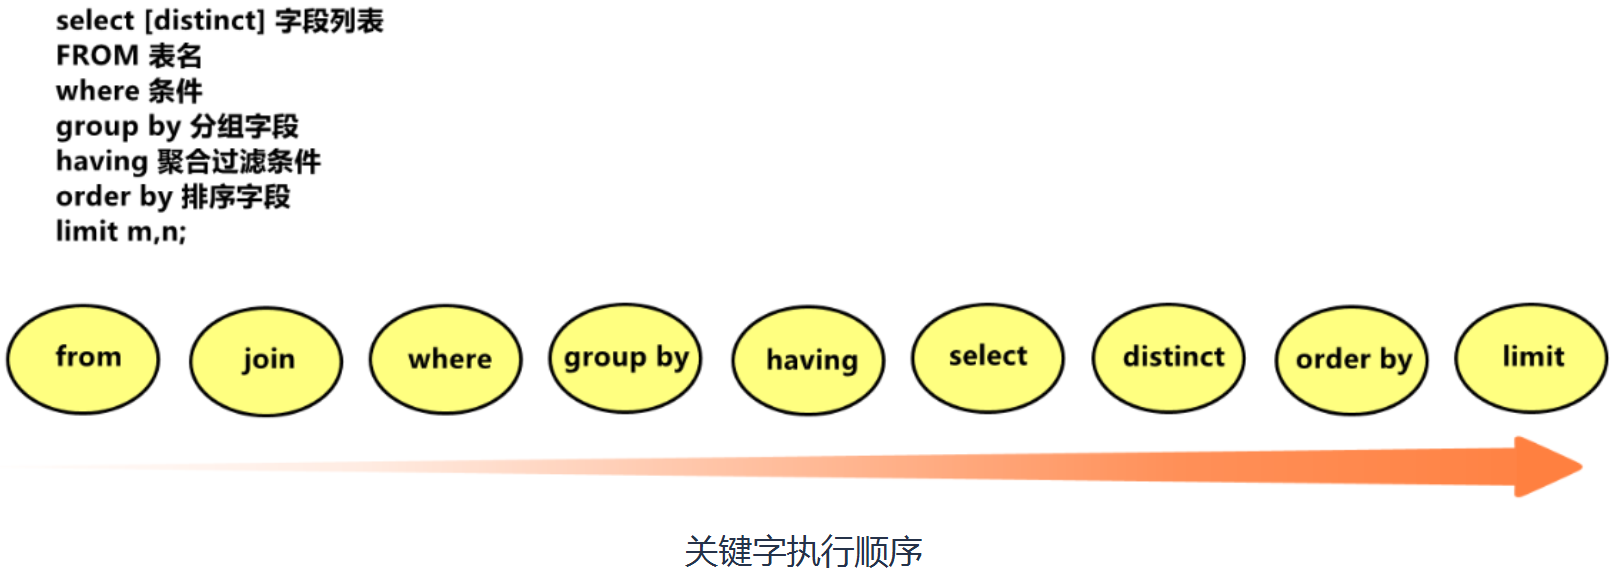 select [distinct] 字段列表
FROM 表名
where 条件
group by 分组字段
having 聚合过滤条件
order by 排序字段
limit m,n;
from
join
where
group by
having
select
distinct
order by
limit
关键字执行顺序